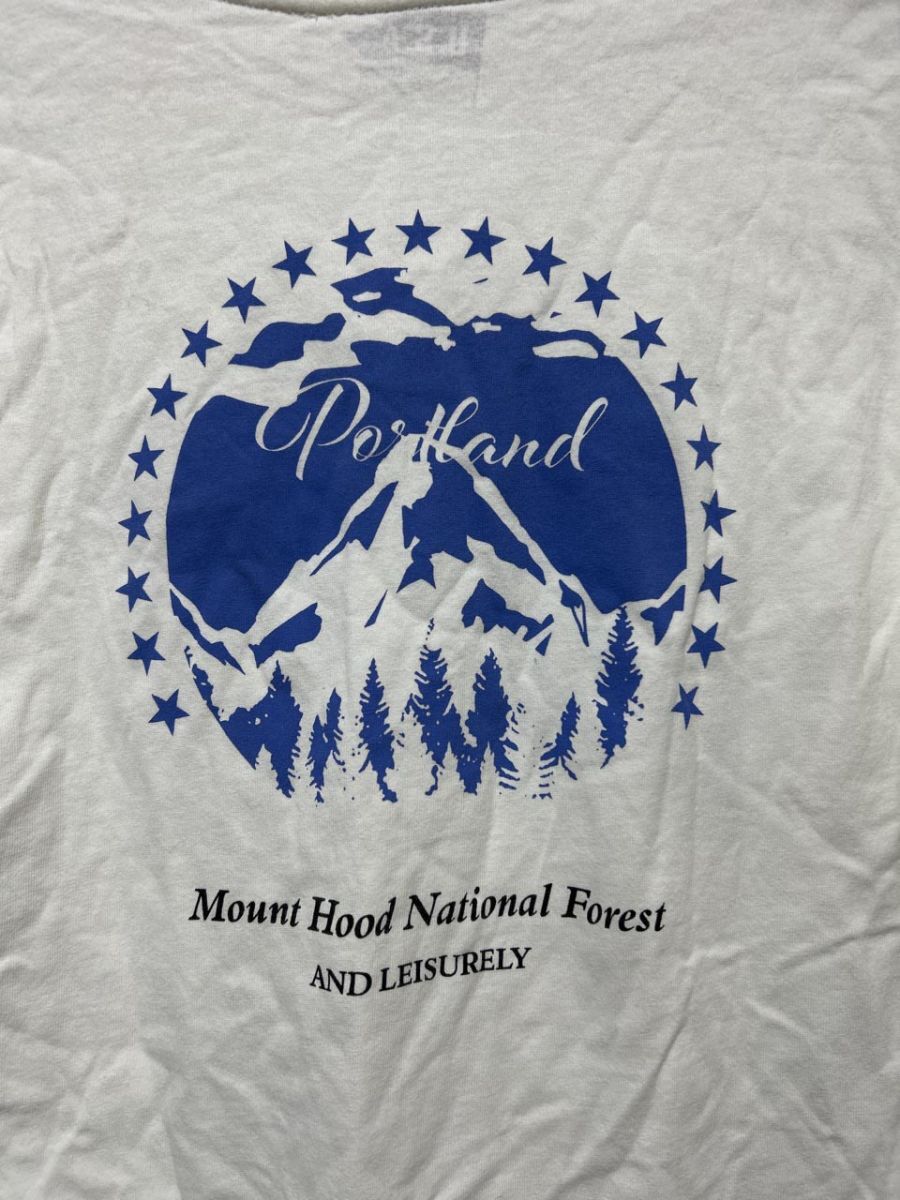 Portland
Mount Hood National Forest
AND LEISURELY